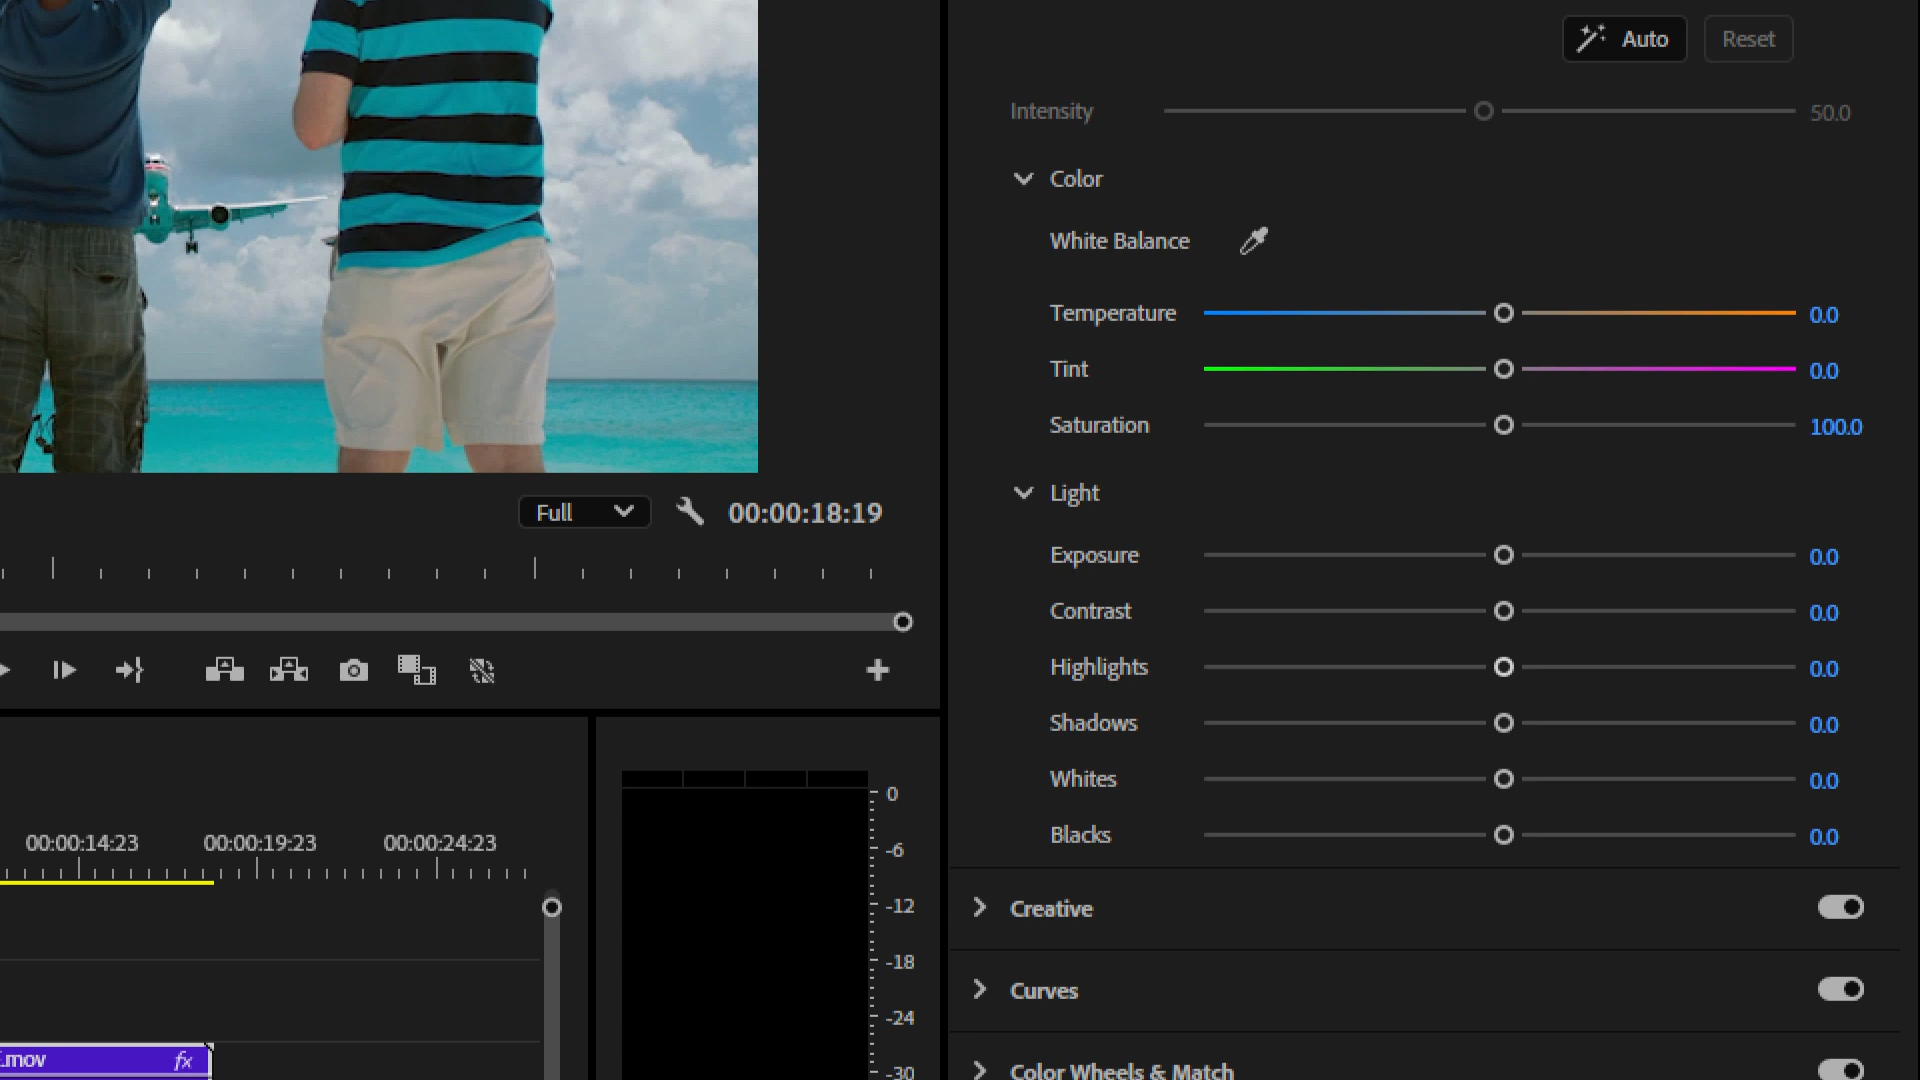 Auto
Reset
Intensity 50.0
Color
White Balance
Temperature 0.0
Tint 0.0
Saturation 100.0
Light
Exposure 0.0
Contrast 0.0
Highlights 0.0
Shadows 0.0
Whites 0.0
Blacks 0.0
Creative
Curves
Color Wheels & Match
Full
00:00:18:19
00:00:14:23
00:00:19:23
00:00:24:23
.mov
fx
0
-6
-12
-18
-24
-30